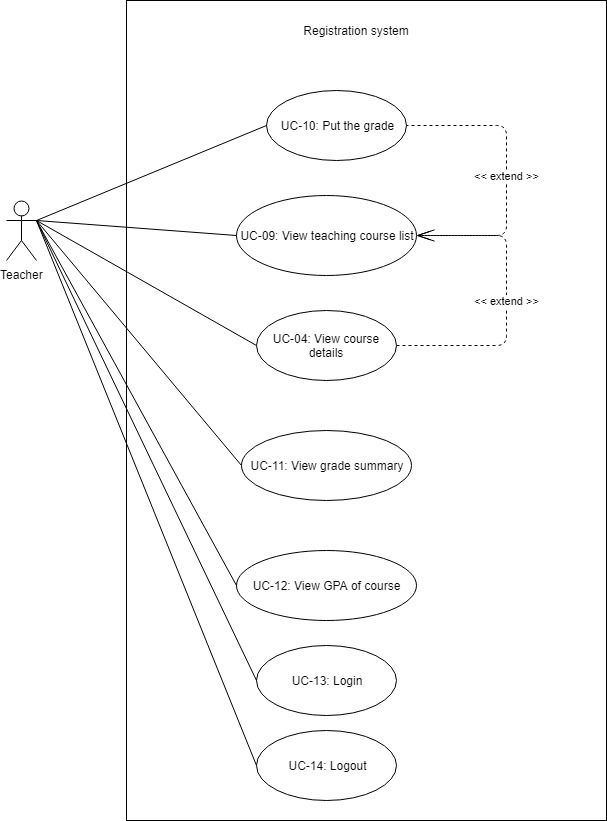 Registration system
UC-10: Put the grade
<< extend >>
UC-09: View teaching course list
Teacher
<< extend >>
UC-04: View course
details
UC-11: View grade summary
UC-12: View GPA of course
UC-13: Login
UC-14: Logout